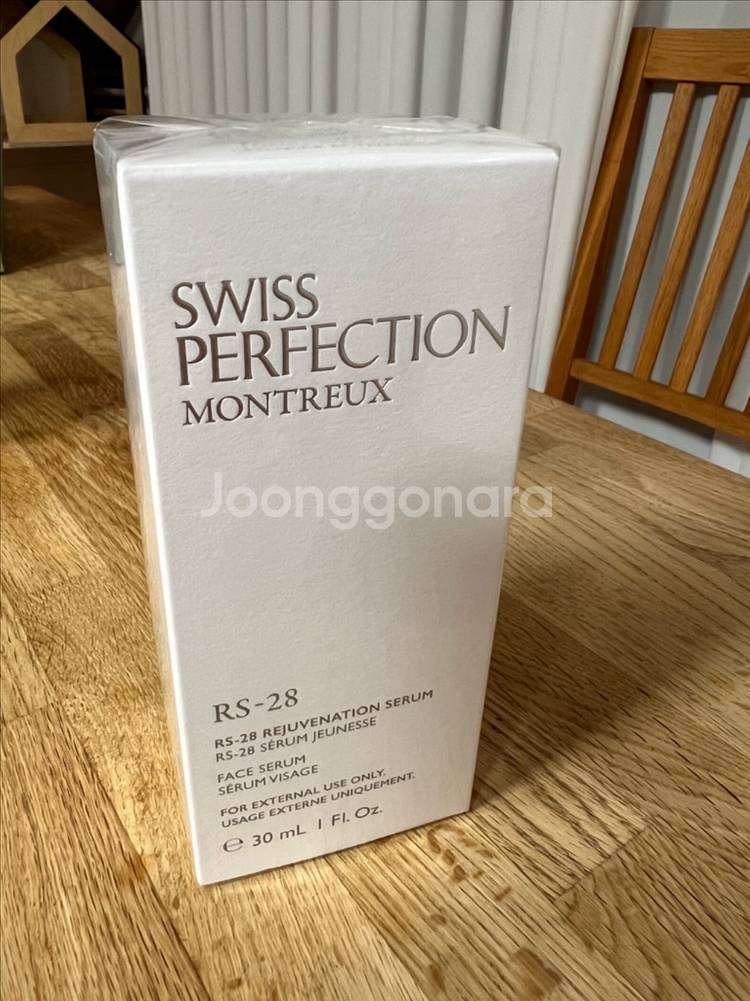 SWISS
PERFECTION
MONTREUX
Joonggonara
RS-28
RS-28 REJUVENATION SERUM
RS-28 SÉRUM JEUNESSE
FACE SERUM
SÉRUM VISAGE
FOR EXTERNAL USE ONLY.
USAGE EXTERNE UNIQUEMENT.
℮ 30 mL | Fl. Oz.